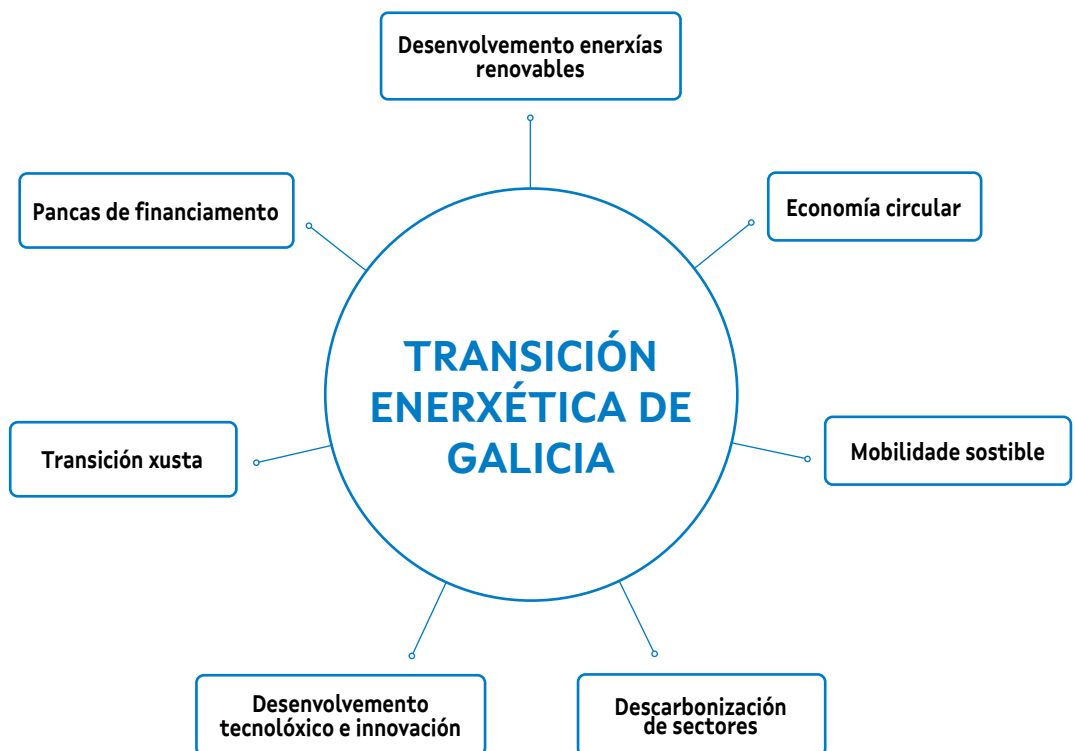 Desenvolvemento enerxías
renovables
Pancas de financiamento
Economía circular
TRANSICIÓN
ENERXÉTICA DE
GALICIA
Transición xusta
Mobilidade sostible
Desenvolvemento
tecnolóxico e innovación
Descarbonización
de sectores